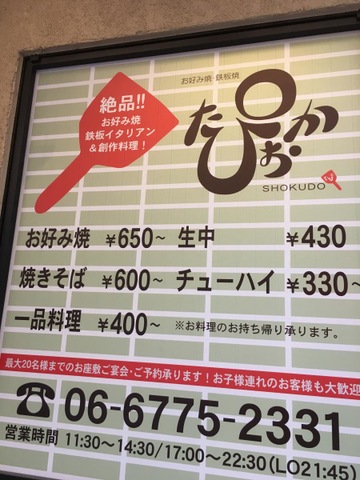 お好み焼・鉄板焼
絶品!!
お好み焼
鉄板イタリアン
&創作料理!
SHOKUDO
お好み焼 ¥650~ 生中 ¥430
焼きそば ¥600~ チューハイ ¥330~
一品料理 ¥400~ ※お料理のお持ち帰り承ります。
最大20名様までのお座敷ご宴会・ご予約承ります!お子様連れのお客様も大歓迎
☎06-6775-2331
営業時間 11:30~14:30/17:00~22:30(LO21:45)